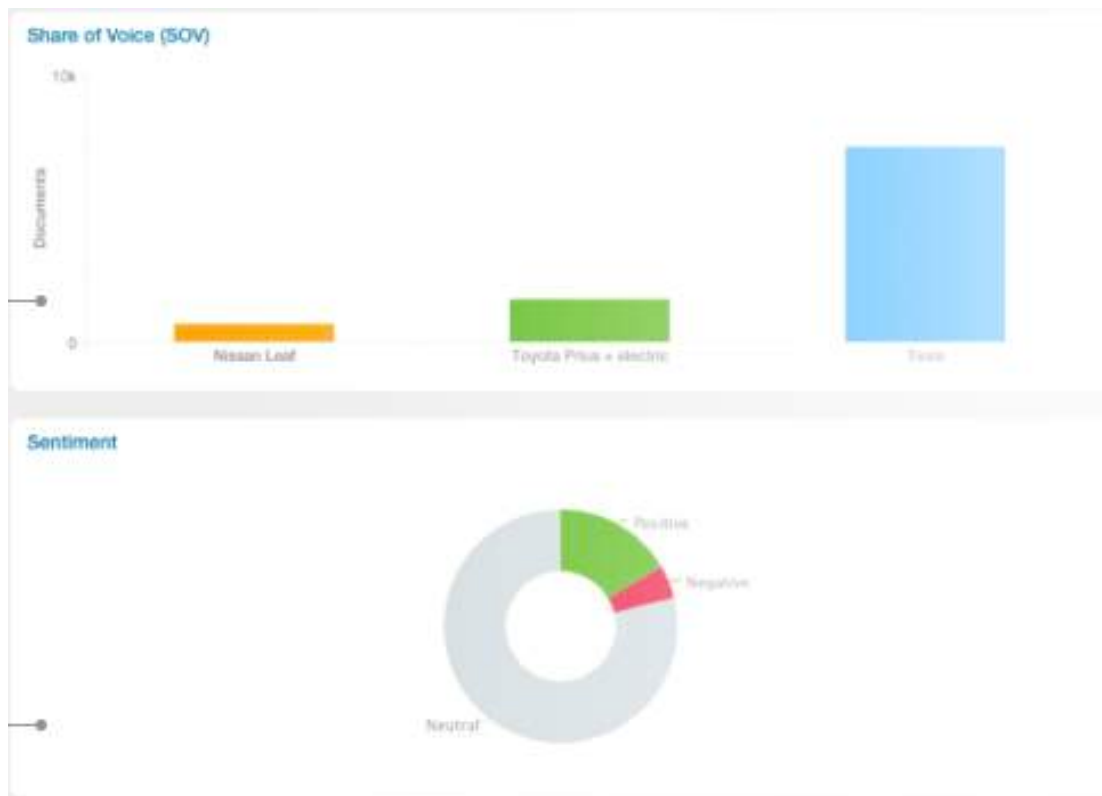 Share of Voice (SOV)
10k
Documents
0
Nissan Leaf
Toyota Prius + electric
Sentiment
Positive
Negative
Neutral